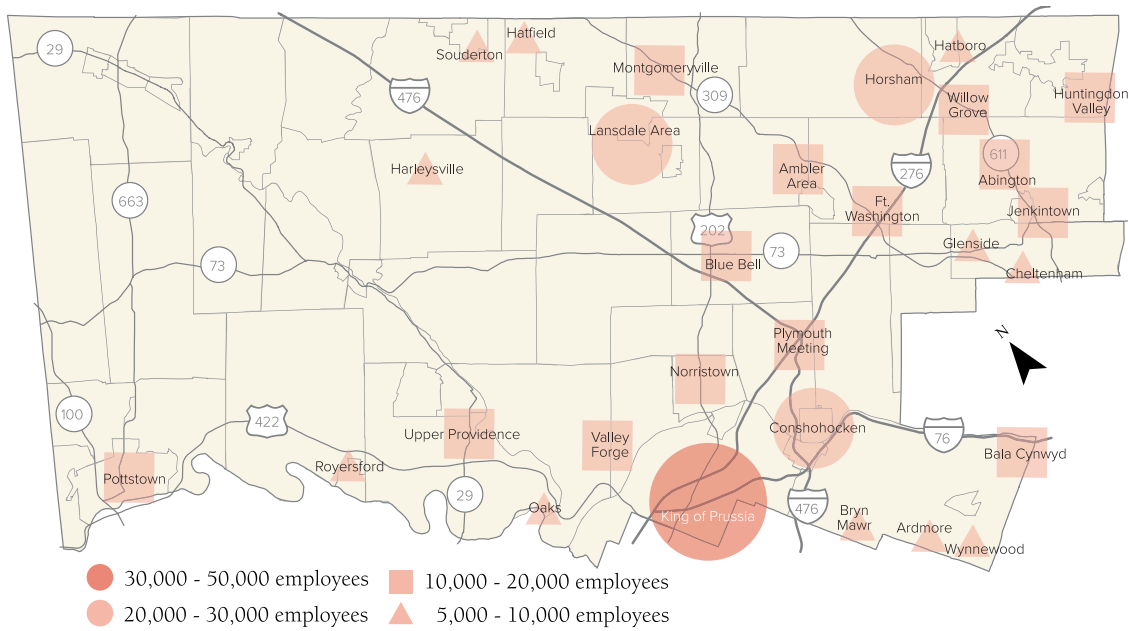 Hatfield
Souderton
29
Hatboro
Montgomeryville
Horsham
476
309
Willow
Grove
Huntingdon
Valley
Lansdale Area
611
Harleysville
Ambler
Area
276
Abington
663
Ft.
Washington
Jenkintown
202
Glenside
73
Blue Bell
73
Cheltenham
N
Plymouth
Meeting
Norristown
100
422
Conshohocken
Upper Providence
Valley
Forge
76
Bala Cynwyd
Royersford
Pottstown
29
Oaks
476
King of Prussia
Bryn
Mawr
Ardmore
Wynnewood
30,000 - 50,000 employees
10,000 - 20,000 employees
20,000 - 30,000 employees
5,000 - 10,000 employees